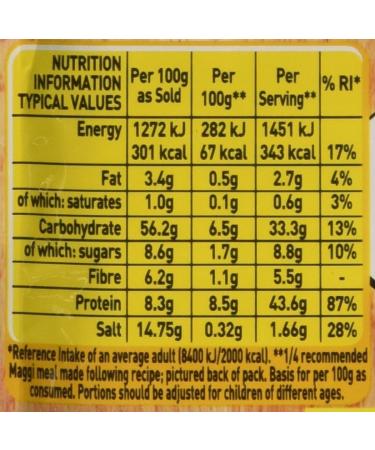 NUTRITION INFORMATION TYPICAL VALUES | Per 100g as Sold | Per 100g** | Per Serving** | % RI*
Energy 1272 kJ 282 kJ 1451 kJ
301 kcal 67 kcal 343 kcal 17%
Fat 3.4g 0.5g 2.7g 4%
of which: saturates 1.0g 0.1g 0.6g 3%
Carbohydrate 56.2g 6.5g 33.3g 13%
of which: sugars 8.6g 1.7g 8.8g 10%
Fibre 6.2g 1.1g 5.5g -
Protein 8.3g 8.5g 43.6g 87%
Salt 14.75g 0.32g 1.66g 28%
*Reference Intake of an average adult (8400 kJ/2000 kcal). **1/4 recommended
Maggi meal made following recipe; pictured back of pack. Basis for per 100g as
consumed. Portions should be adjusted for children of different ages.